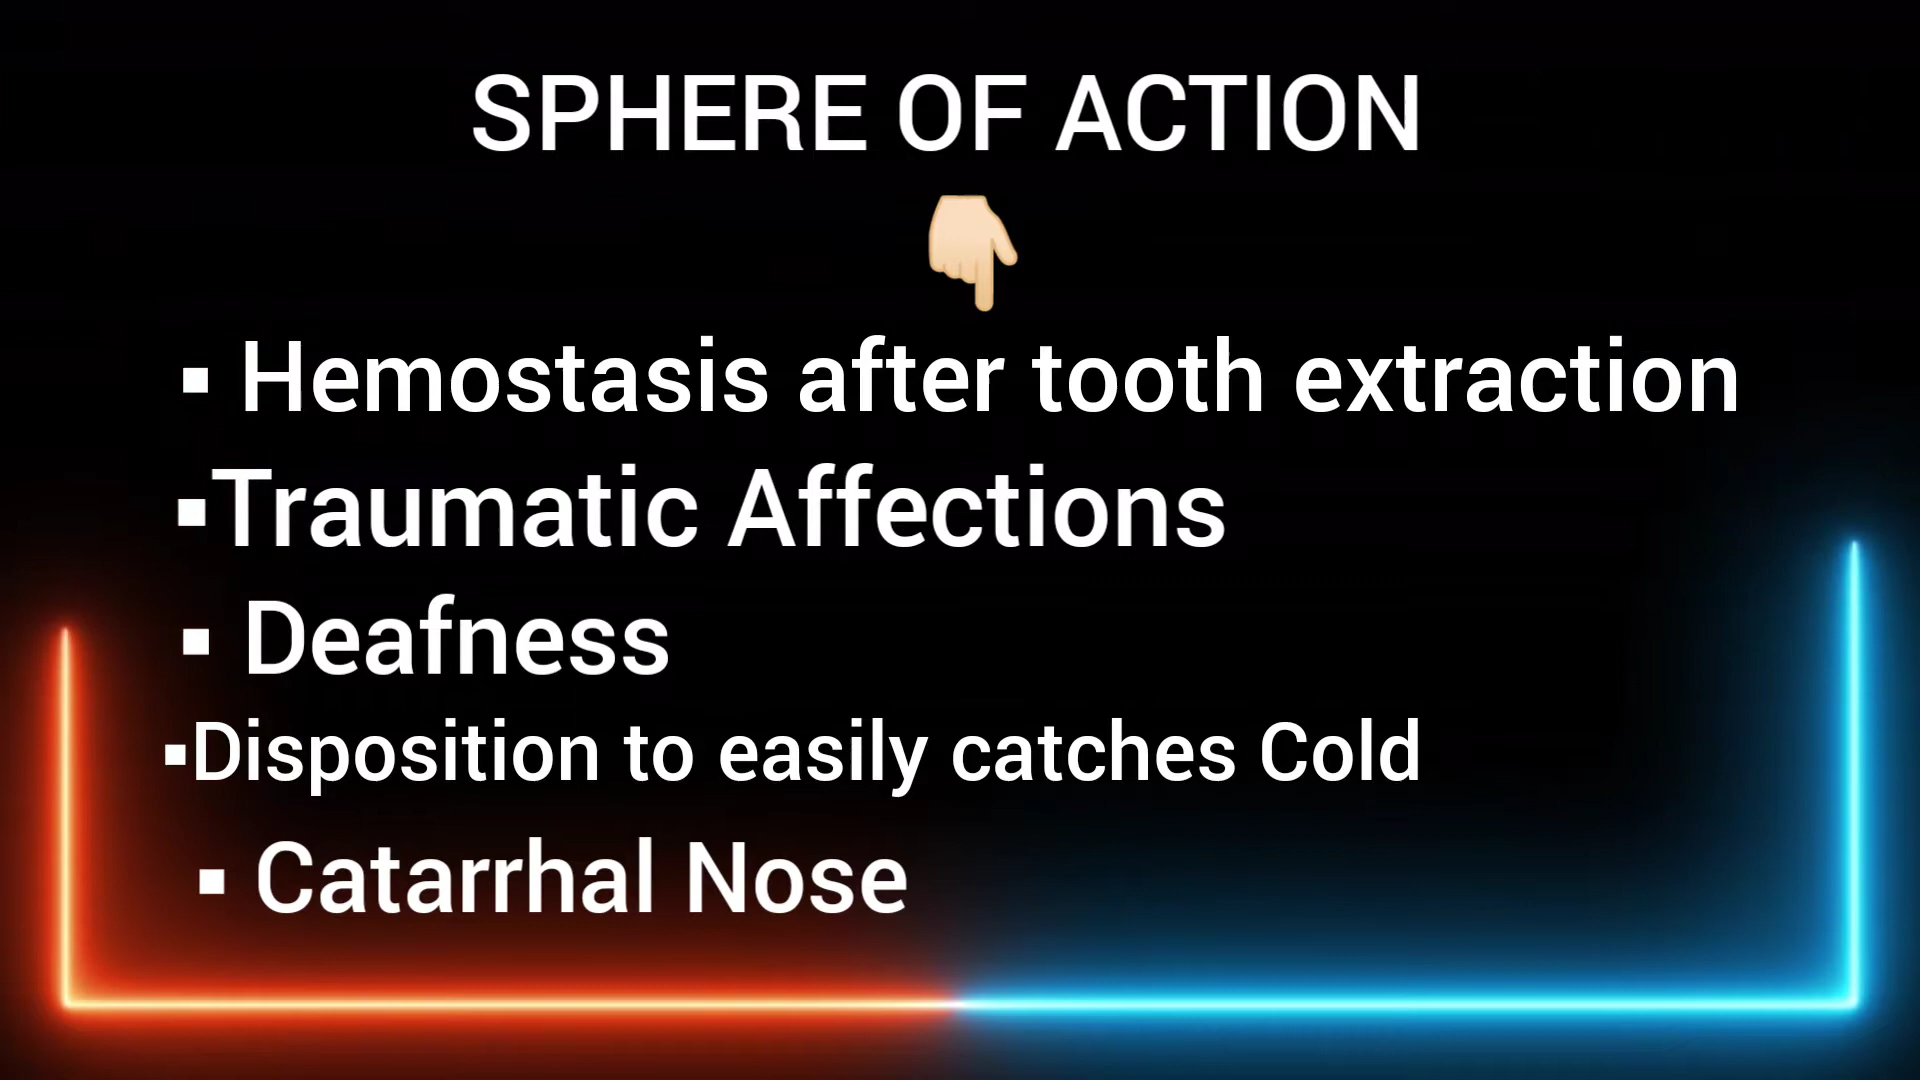 SPHERE OF ACTION
👇🏻
▪ Hemostasis after tooth extraction
▪Traumatic Affections
▪ Deafness
▪Disposition to easily catches Cold
▪ Catarrhal Nose